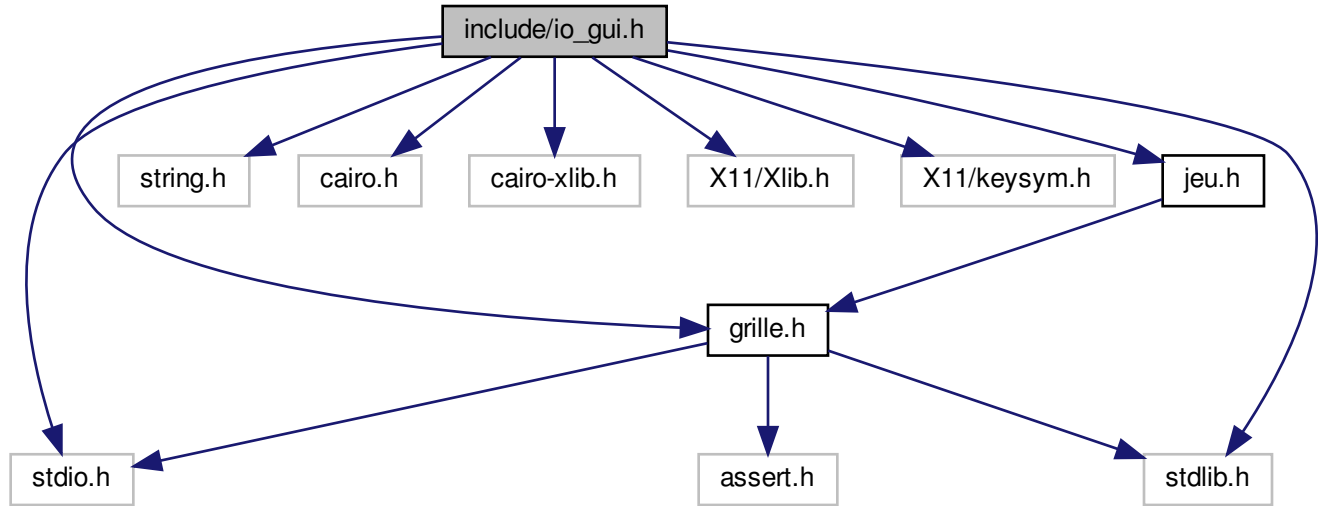 include/io_gui.h
string.h
cairo.h
cairo-xlib.h
X11/Xlib.h
X11/keysym.h
jeu.h
grille.h
stdio.h
assert.h
stdlib.h